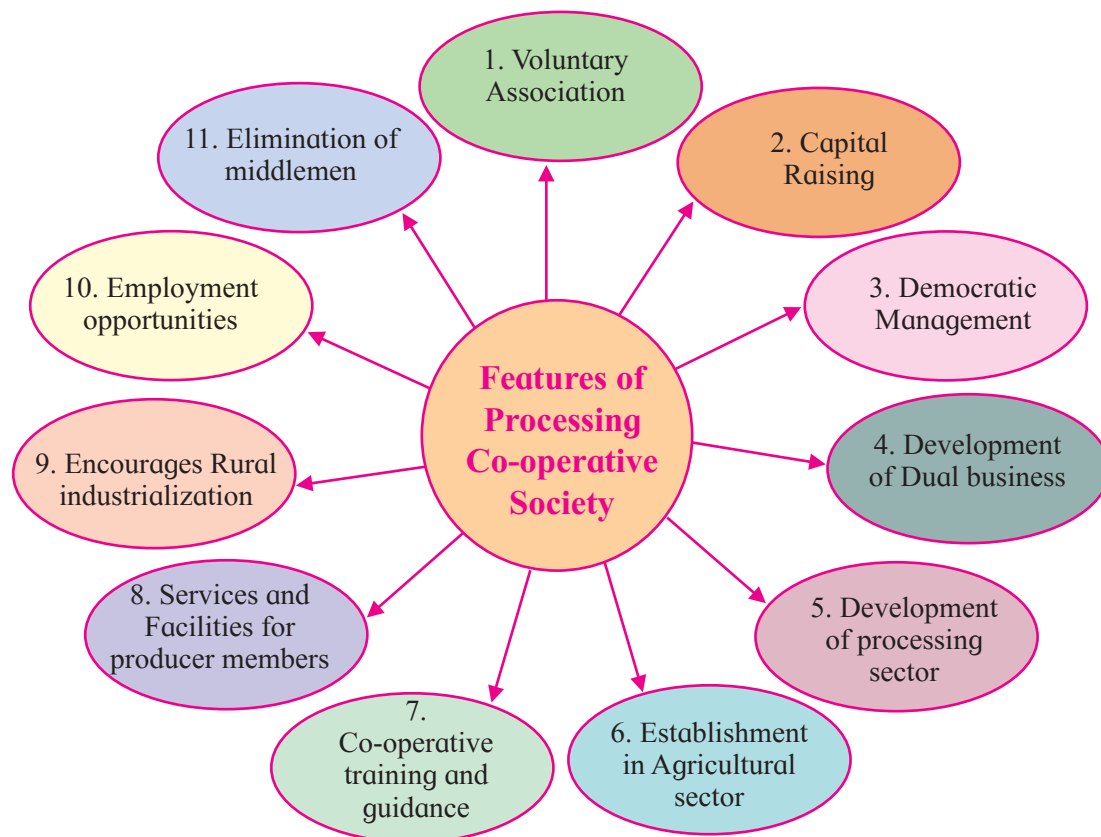 1. Voluntary
Association
2. Capital
Raising
3. Democratic
Management
4. Development
of Dual business
5. Development
of processing
sector
6. Establishment
in Agricultural
sector
7.
Co-operative
training and
guidance
8. Services and
Facilities for
producer members
9. Encourages Rural
industrialization
10. Employment
opportunities
11. Elimination of
middlemen
Features of
Processing
Co-operative
Society